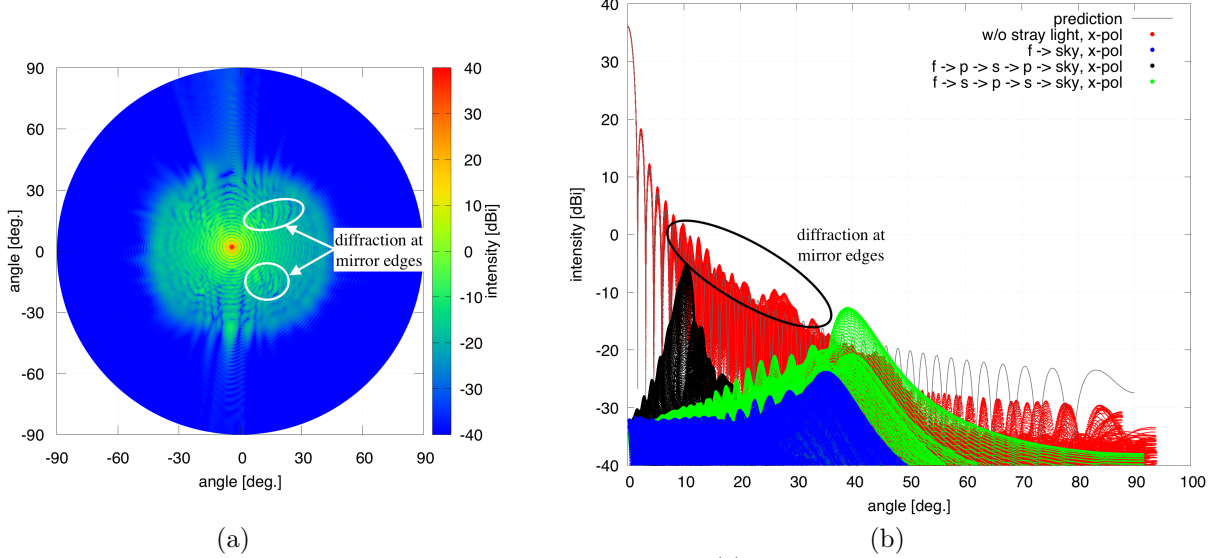 90
60
30
0
-30
-60
-90
-90
-60
-30
0
30
60
90
angle [deg.]
angle [deg.]
diffraction at
mirror edges
40
30
20
10
0
-10
-20
-30
-40
intensity [dBi]
(a)
40
30
20
10
0
-10
-20
-30
-40
0
10
20
30
40
50
60
70
80
90
100
intensity [dBi]
angle [deg.]
prediction
w/o stray light, x-pol
f -> sky, x-pol
f -> p -> s -> p -> sky, x-pol
f -> s -> p -> s -> sky, x-pol
diffraction at
mirror edges
(b)